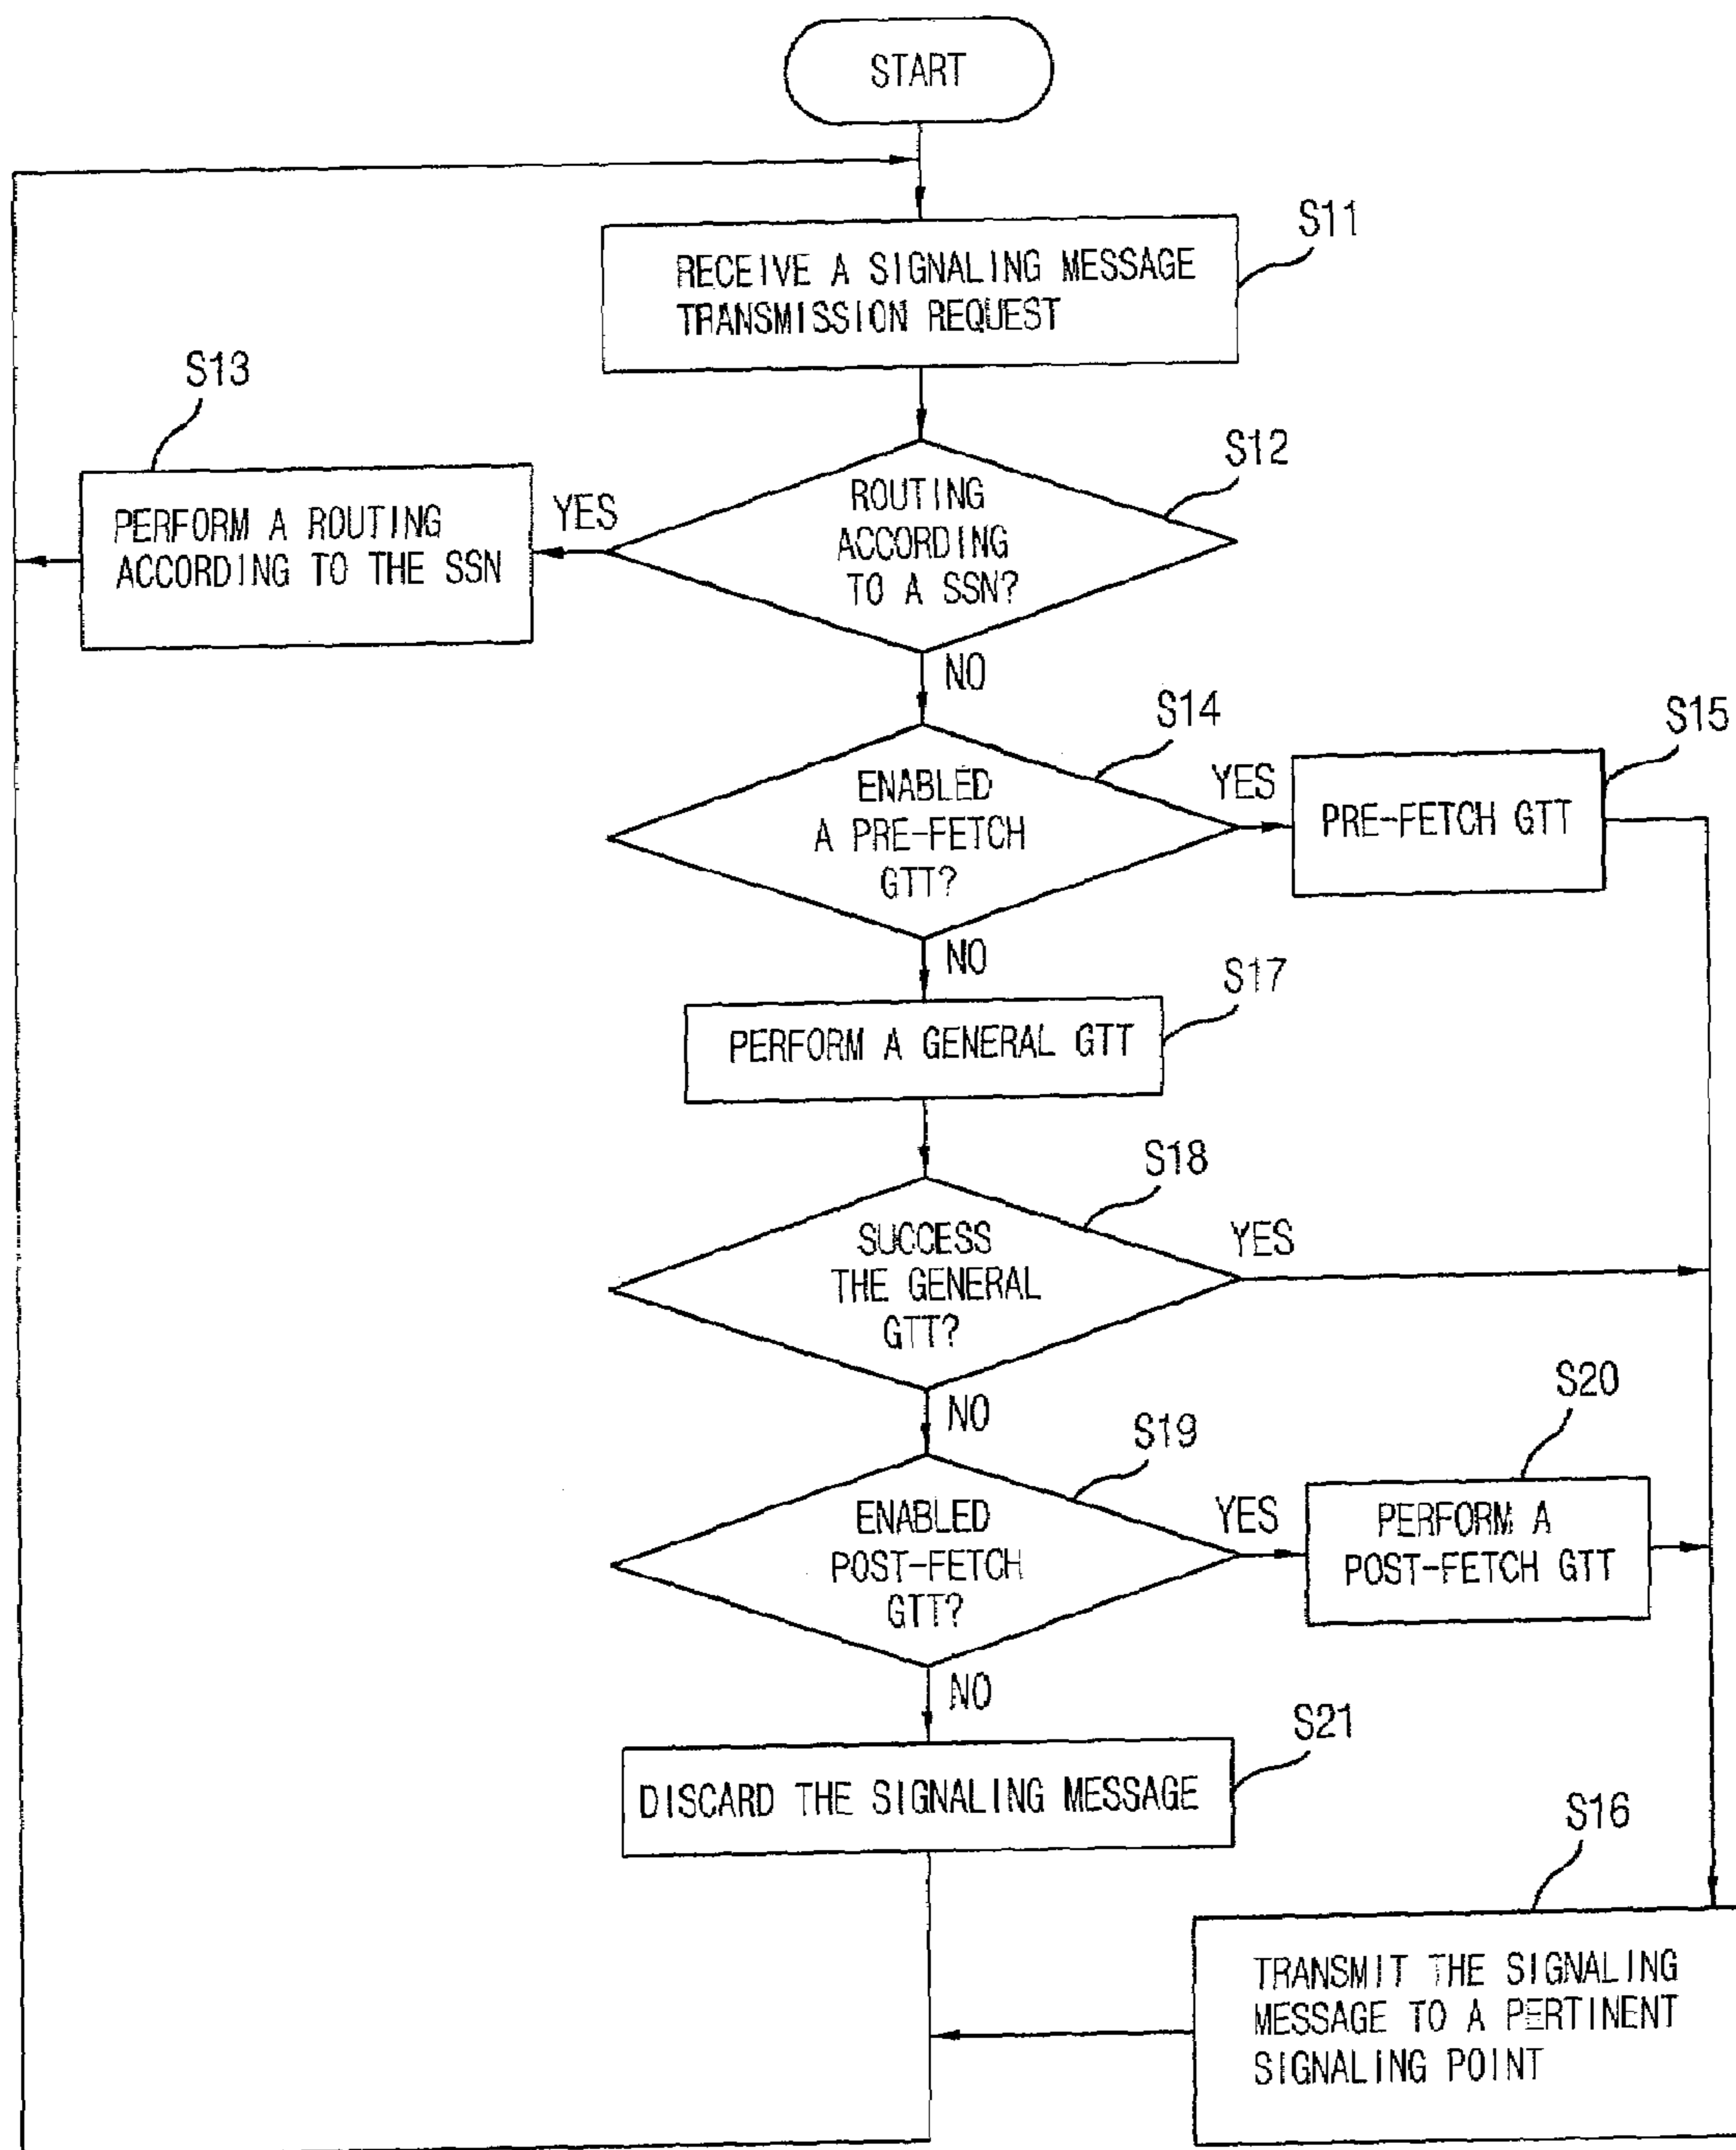 START
S11
RECEIVE A SIGNALING MESSAGE
TRANSMISSION REQUEST
S13
PERFORM A ROUTING
ACCORDING TO THE SSN
YES
S12
ROUTING
ACCORDING
TO A SSN?
NO
S14
ENABLED
A PRE-FETCH
GTT?
YES
S15
PRE-FETCH GTT
NO
S17
PERFORM A GENERAL GTT
S18
SUCCESS
THE GENERAL
GTT?
YES
NO
S19
ENABLED
POST-FETCH
GTT?
YES
S20
PERFORM A
POST-FETCH GTT
NO
S21
DISCARD THE SIGNALING MESSAGE
S16
TRANSMIT THE SIGNALING
MESSAGE TO A PERTINENT
SIGNALING POINT